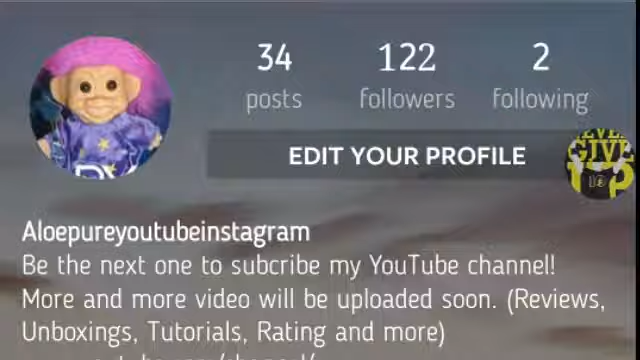 34 122 2
posts followers following
EDIT YOUR PROFILE
GIVE
Aloepureyoutubeinstagram
Be the next one to subcribe my YouTube channel!
More and more video will be uploaded soon. (Reviews,
Unboxings, Tutorials, Rating and more)